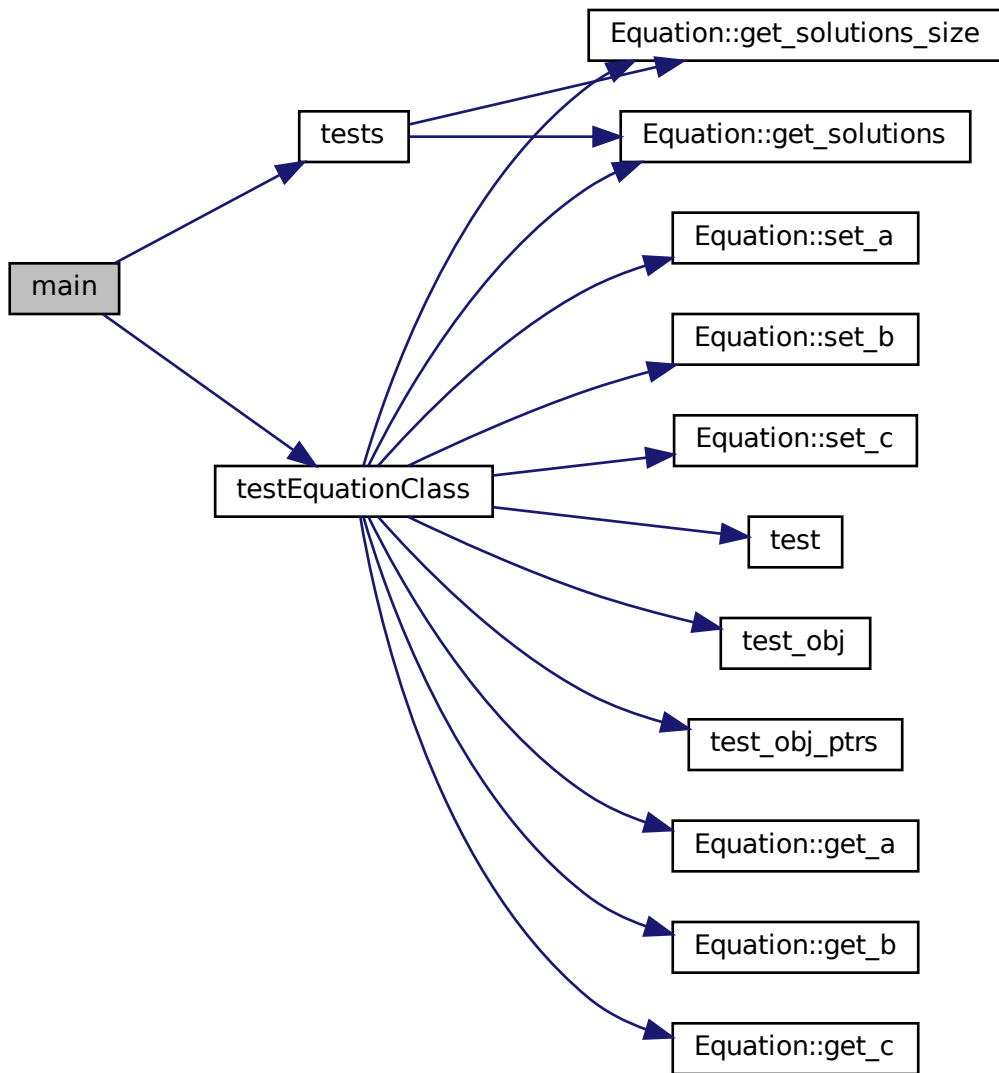 Equation::get_solutions_size
tests
Equation::get_solutions
Equation::set_a
main
Equation::set_b
Equation::set_c
testEquationClass
test
test_obj
test_obj_ptrs
Equation::get_a
Equation::get_b
Equation::get_c